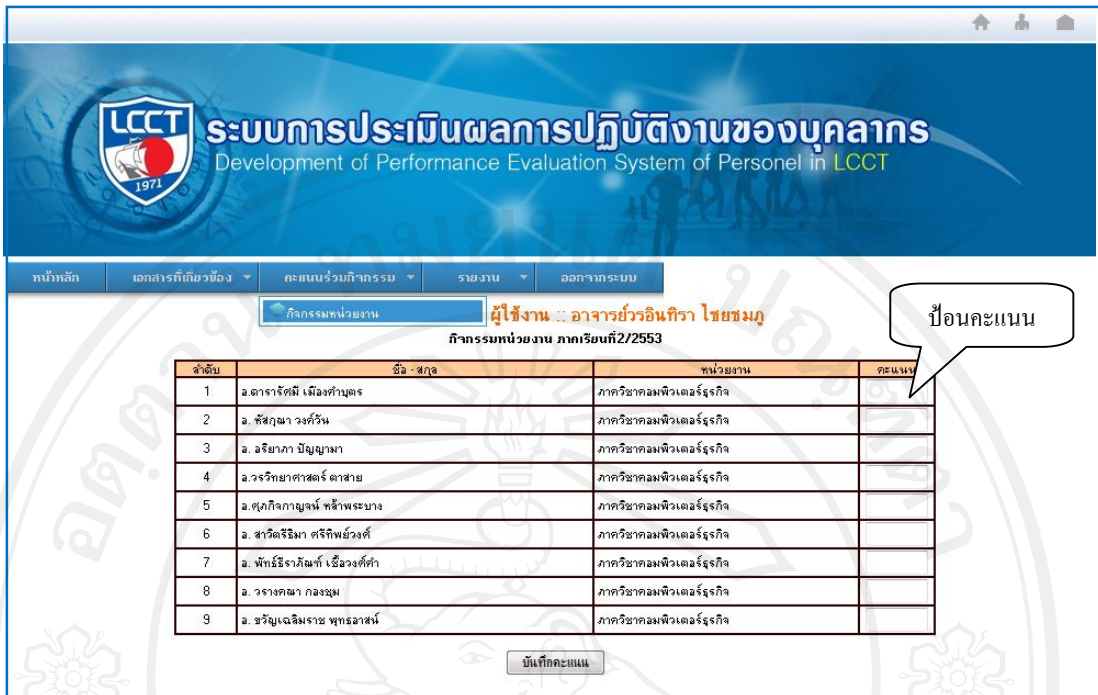 LCCT
1971
ระบบการประเมินผลการปฏิบัติงานของบุคลากร
Development of Performance Evaluation System of Personel in LCCT
หน้าหลัก เอกสารที่เกี่ยวข้อง คะแนนร่วมกิจกรรม รายงาน ออกจากระบบ
กิจกรรมหน่วยงาน
ผู้ใช้งาน :: อาจารย์วรอินทิรา ไชยชมภู
ป้อนคะแนน
กิจกรรมหน่วยงาน ภาคเรียนที่2/2553
ลำดับ ชื่อ - สกุล หน่วยงาน คะแนน
1 อ.ดารารัศมี เมืองคำบุตร ภาควิชาคอมพิวเตอร์ธุรกิจ
2 อ. หัสกุณา วงค์วัน ภาควิชาคอมพิวเตอร์ธุรกิจ
3 อ. อริยาภา ปัญญามา ภาควิชาคอมพิวเตอร์ธุรกิจ
4 อ.วรวิทยาศาสตร์ ตาสาย ภาควิชาคอมพิวเตอร์ธุรกิจ
5 อ.ศุภกิจกาญจน์ หล้าพระบาง ภาควิชาคอมพิวเตอร์ธุรกิจ
6 อ. สาวิตรีธิมา ศรีทิพย์วงค์ ภาควิชาคอมพิวเตอร์ธุรกิจ
7 อ. พัทธ์ธีราภัณฑ์ เชื้อวงค์คำ ภาควิชาคอมพิวเตอร์ธุรกิจ
8 อ. วรางคณา กองชุม ภาควิชาคอมพิวเตอร์ธุรกิจ
9 อ. ขวัญเฉลิมราช พุทธอาสน์ ภาควิชาคอมพิวเตอร์ธุรกิจ
บันทึกคะแนน